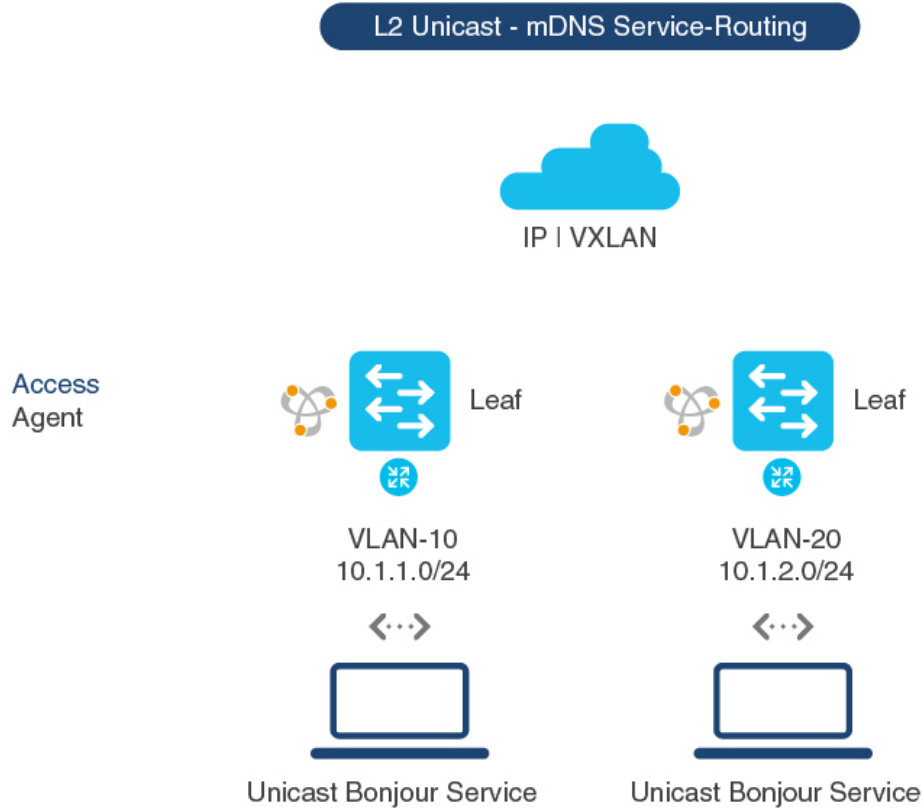 L2 Unicast - mDNS Service-Routing
IP | VXLAN
Access
Agent
Leaf
Leaf
VLAN-10
10.1.1.0/24
VLAN-20
10.1.2.0/24
Unicast Bonjour Service
Unicast Bonjour Service